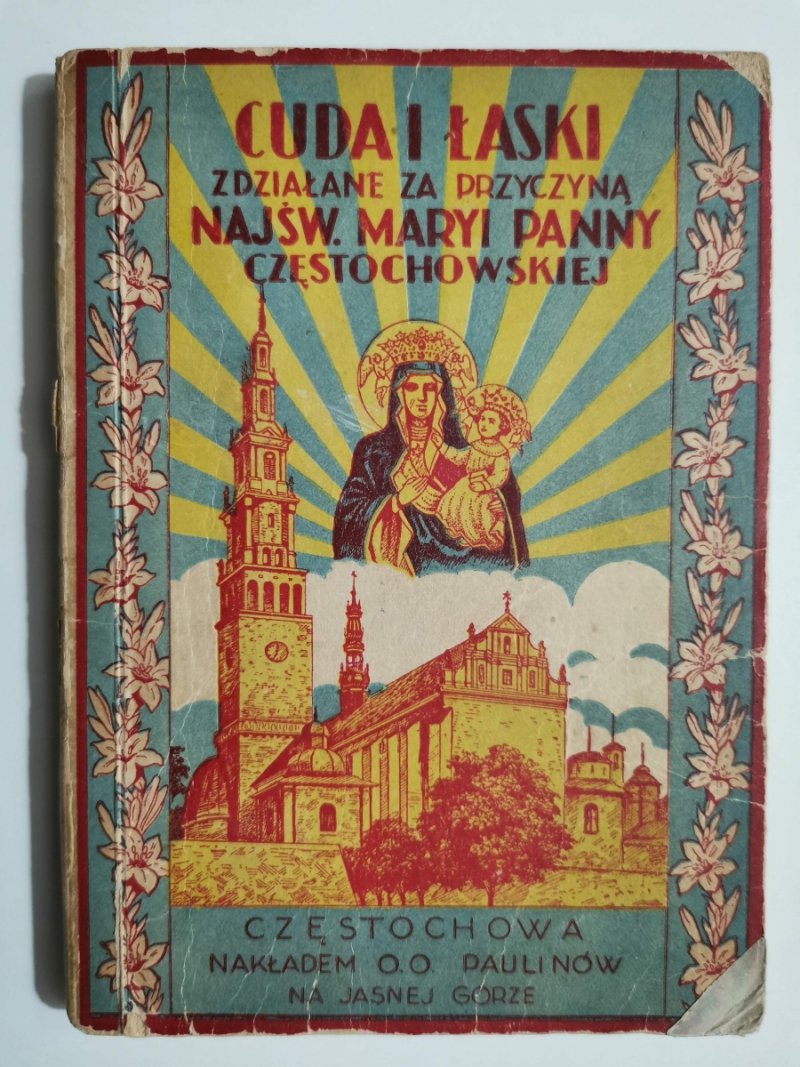 CUDA I ŁASKI
ZDZIAŁANE ZA PRZYCZYNĄ
NAJŚW. MARYI PANNY
CZĘSTOCHOWSKIEJ
CZĘSTOCHOWA
NAKŁADEM O.O. PAULINÓW
NA JASNEJ GÓRZE